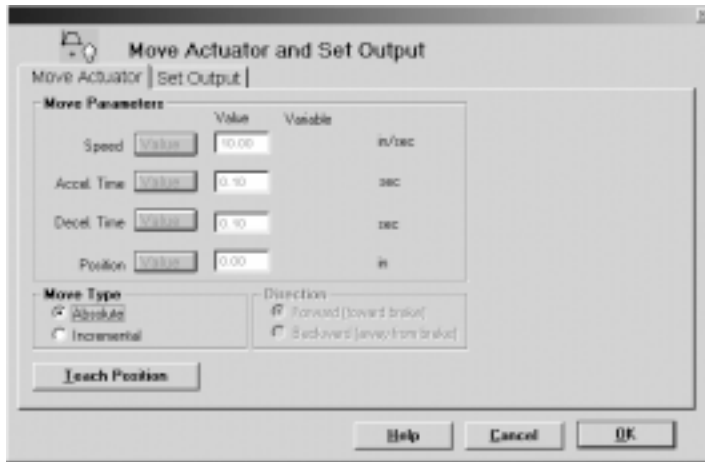 Move Actuator and Set Output
Move Actuator Set Output
Move Parameters
Value Variable
Speed Value 10.00 in/sec
Accel. Time Value 0.10 sec
Decel. Time Value 0.10 sec
Position Value 0.00 in
Move Type
Absolute
Incremental
Direction
Forward (toward brake)
Backward (away from brake)
Teach Position
Help Cancel OK